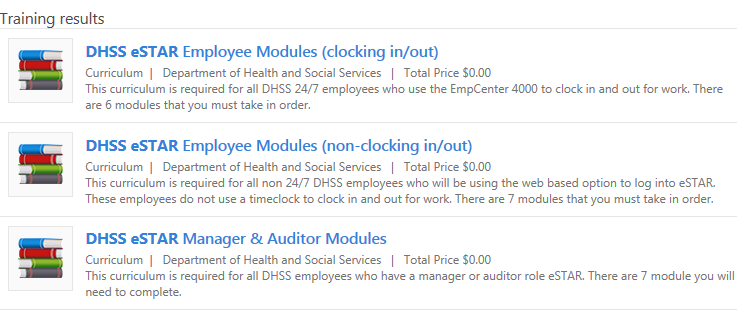 Training results
DHSS eSTAR Employee Modules (clocking in/out)
Curriculum | Department of Health and Social Services | Total Price $0.00
This curriculum is required for all DHSS 24/7 employees who use the EmpCenter 4000 to clock in and out for work. There
are 6 modules that you must take in order.
DHSS eSTAR Employee Modules (non-clocking in/out)
Curriculum | Department of Health and Social Services | Total Price $0.00
This curriculum is required for all non 24/7 DHSS employees who will be using the web based option to log into eSTAR.
These employees do not use a timeclock to clock in and out for work. There are 7 modules that you must take in order.
DHSS eSTAR Manager & Auditor Modules
Curriculum | Department of Health and Social Services | Total Price $0.00
This curriculum is required for all DHSS employees who have a manager or auditor role eSTAR. There are 7 module you will
need to complete.